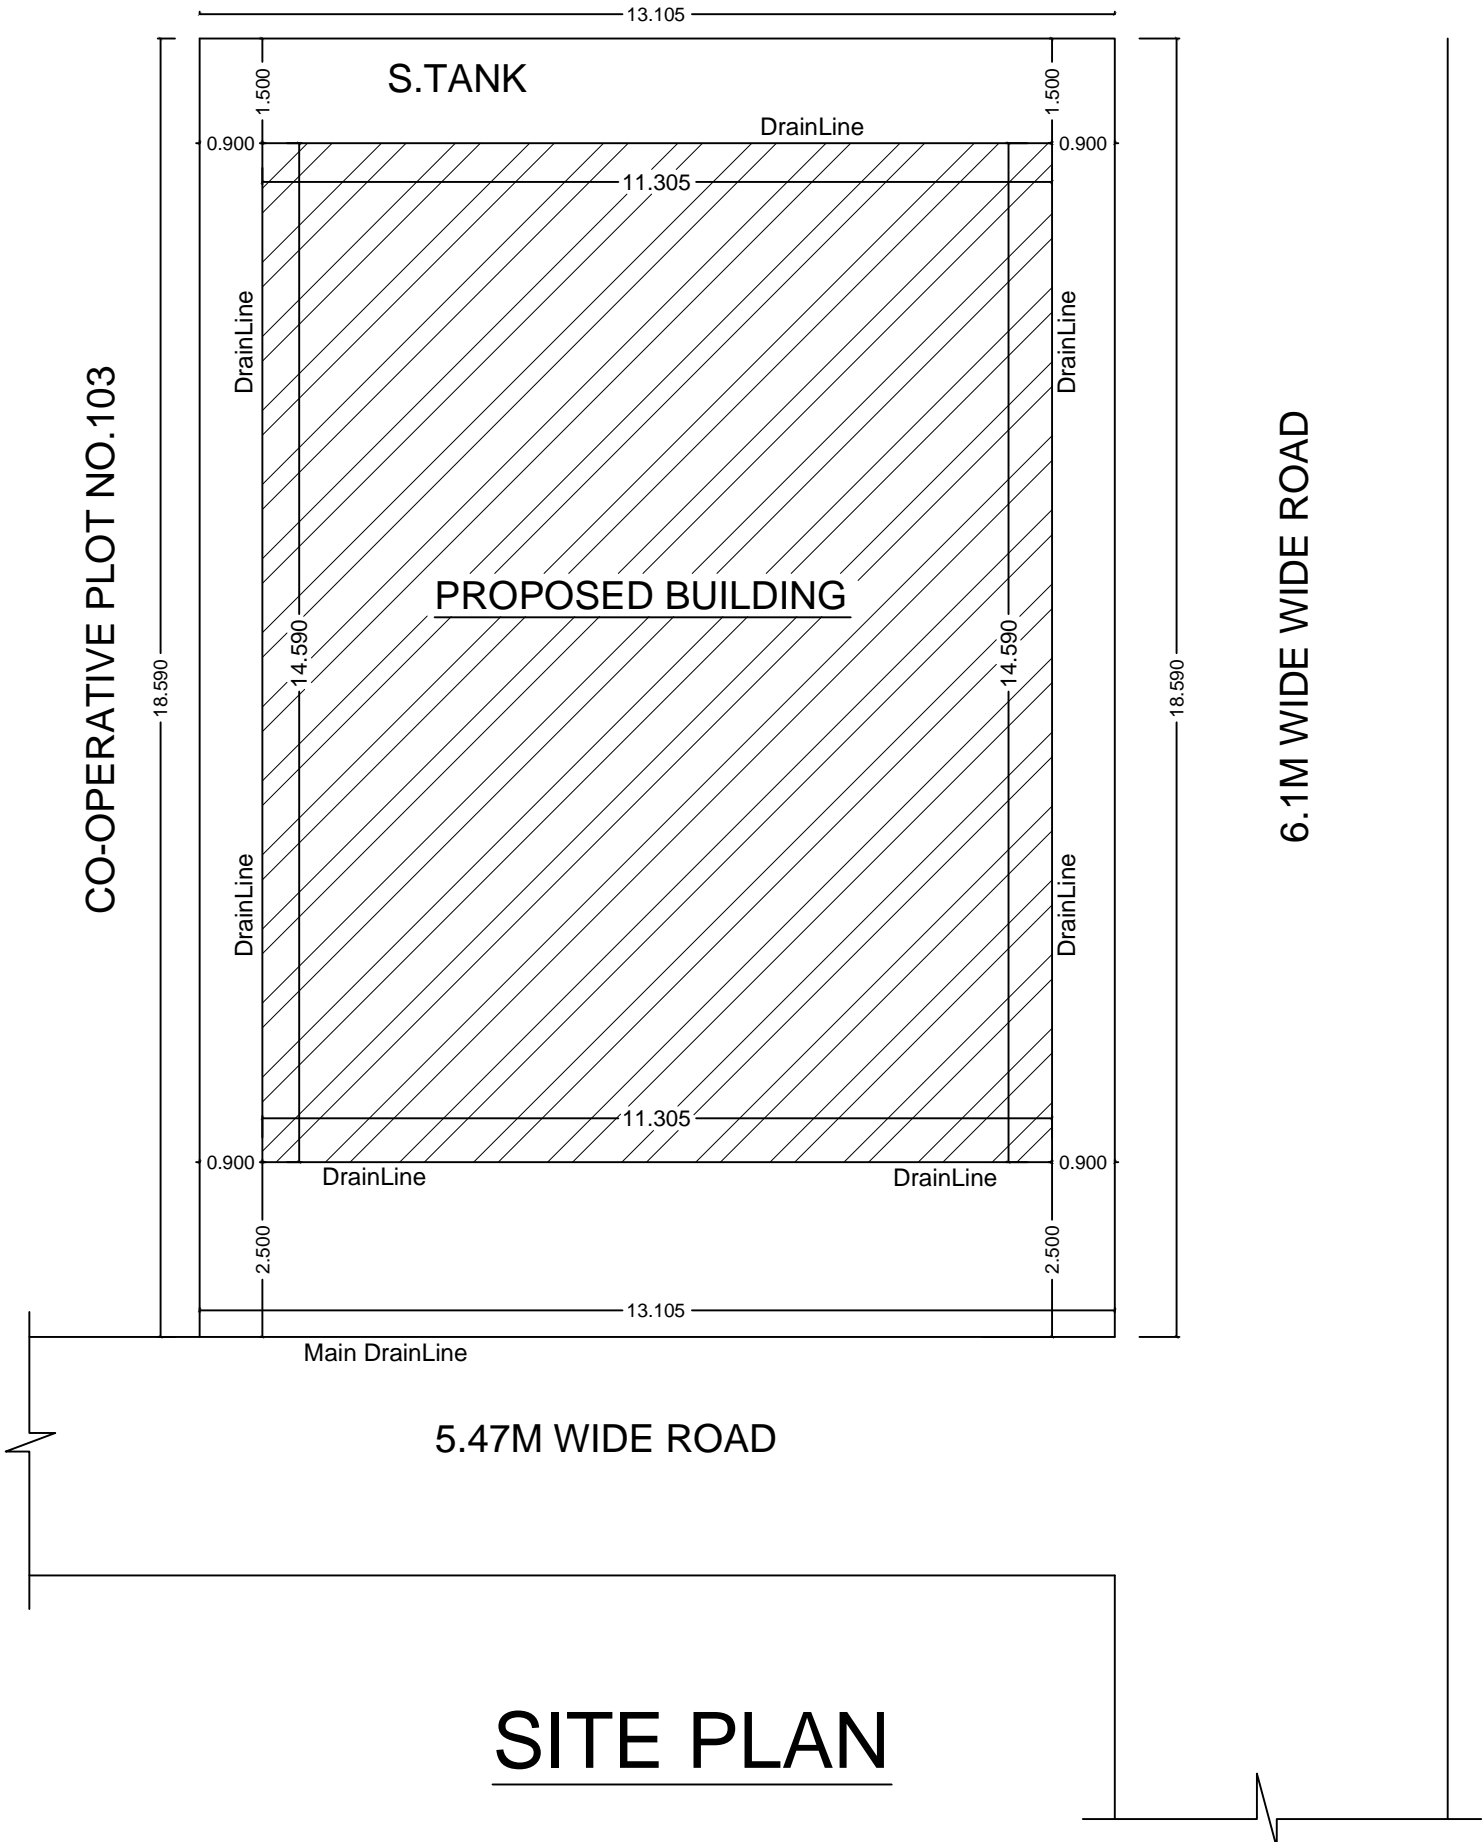 13.105
S.TANK
1.500
1.500
DrainLine
0.900
0.900
11.305
DrainLine
DrainLine
CO-OPERATIVE PLOT NO.103
6.1M WIDE WIDE ROAD
PROPOSED BUILDING
14.590
14.590
18.590
18.590
DrainLine
DrainLine
11.305
0.900
0.900
DrainLine
DrainLine
2.500
2.500
13.105
Main DrainLine
5.47M WIDE ROAD
SITE PLAN